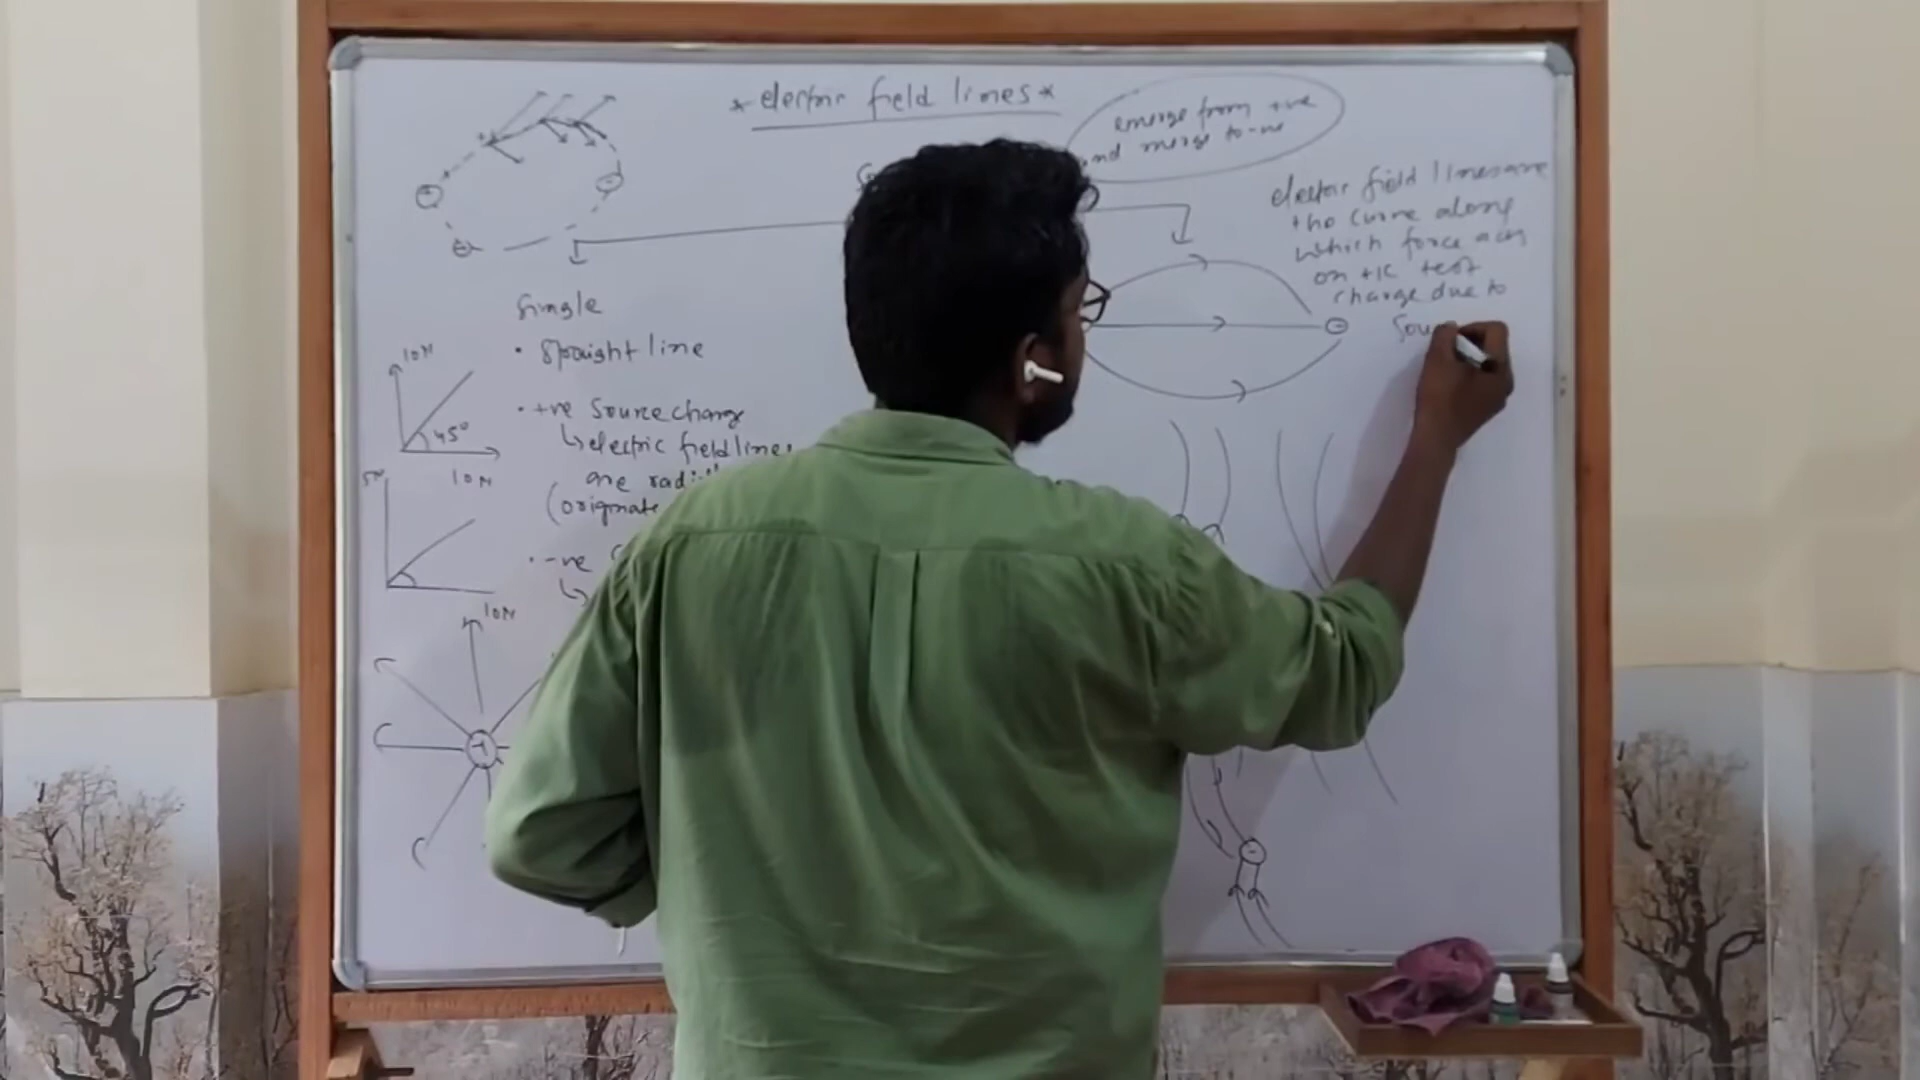 *electric field lines*
emerge from +ve
and merge to -ve
electric field lines are
the curve along
which force acts
on +ve test
charge due to
Sou
Single
• straight line
• +ve Source charge
↳ electric field lines
are radi
(originate
• -ve
10N
45°
10N
5N
10N